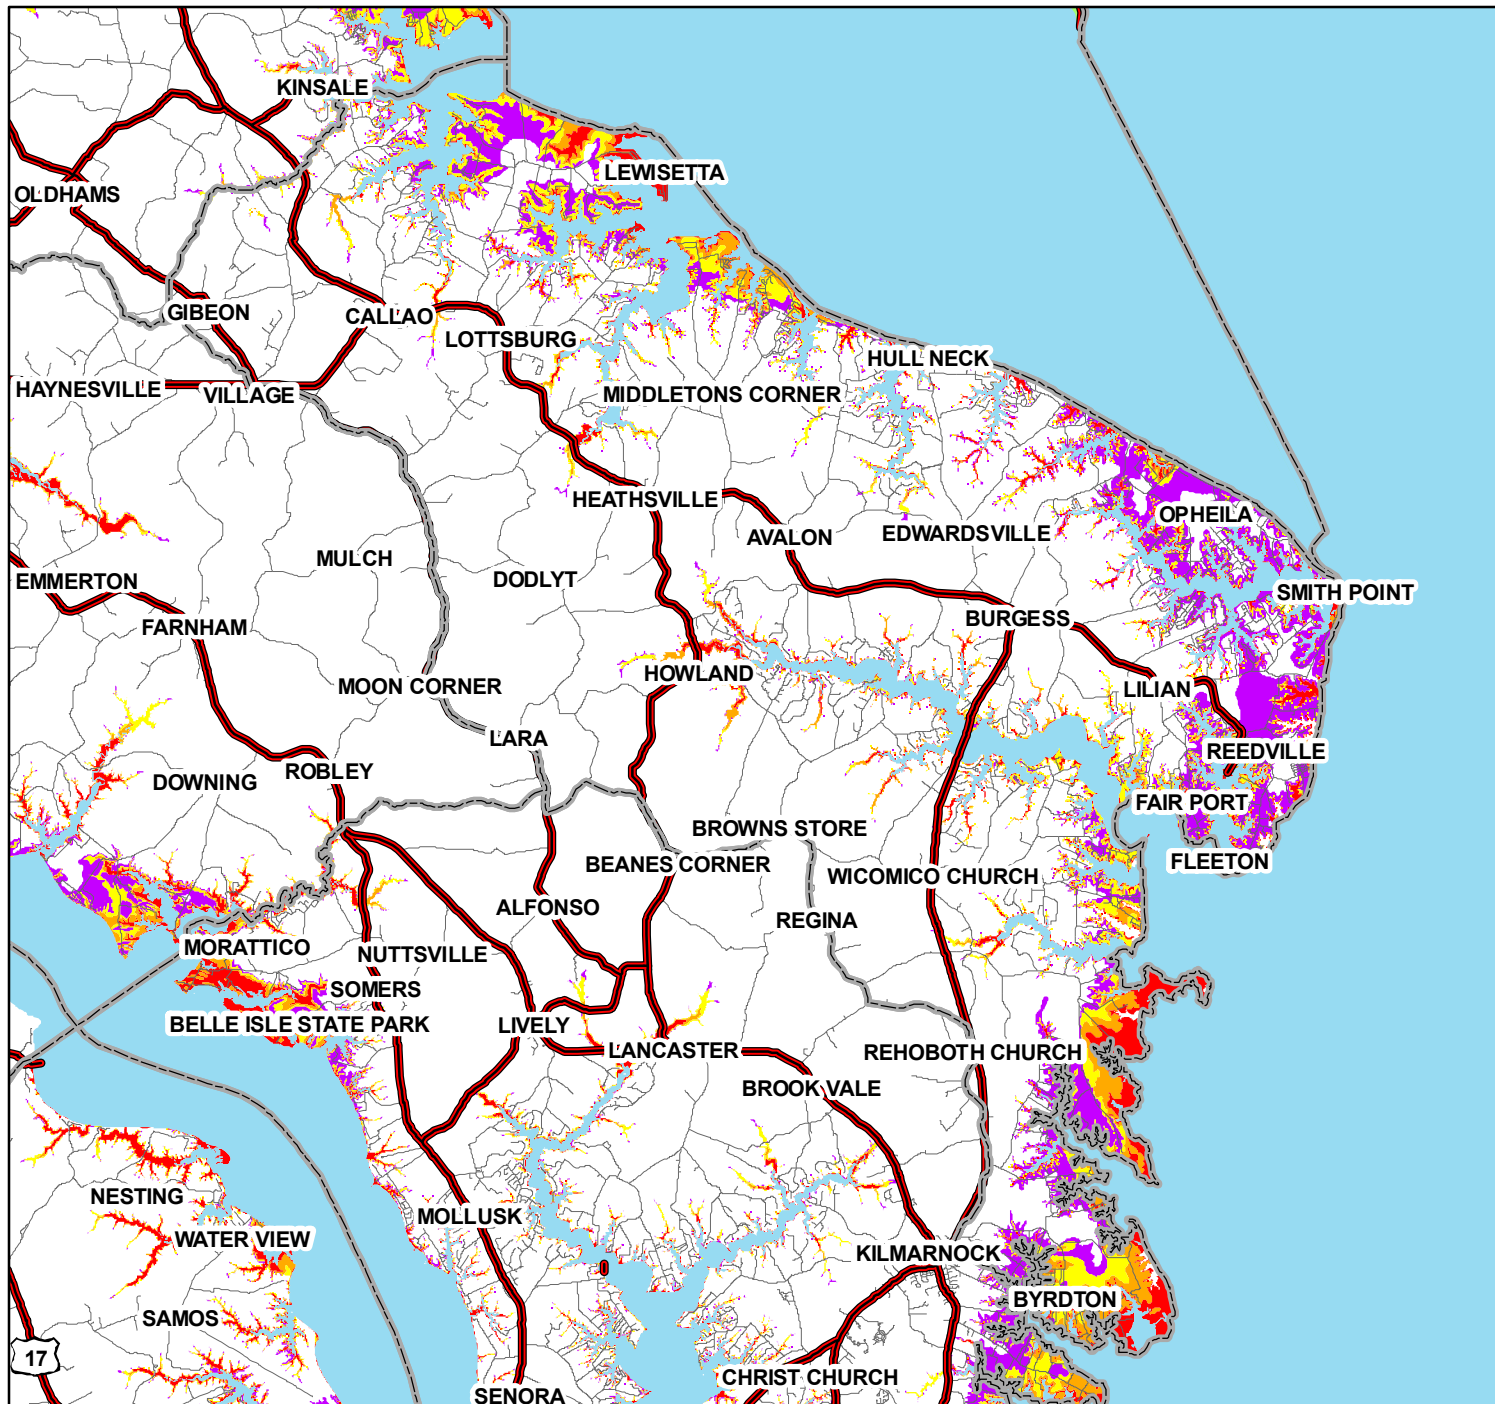 KINSALE
LEWISETTA
OLDHAMS
GIBEON
CALLAO
LOTTSBURG
HULL NECK
HAYNESVILLE
VILLAGE
MIDDLETONS CORNER
HEATHSVILLE
OPHEILA
AVALON
EDWARDSVILLE
MULCH
DODLYT
EMMERTON
SMITH POINT
FARNHAM
BURGESS
HOWLAND
MOON CORNER
LILIAN
LARA
REEDVILLE
ROBLEY
DOWNING
FAIR PORT
BROWNS STORE
BEANES CORNER
FLEETON
WICOMICO CHURCH
ALFONSO
REGINA
MORATTICO
NUTTSVILLE
SOMERS
BELLE ISLE STATE PARK
LIVELY
LANCASTER
REHOBOTH CHURCH
BROOK VALE
NESTING
MOLLUSK
WATER VIEW
KILMARNOCK
BYRDTON
SAMOS
17
CHRIST CHURCH
SENORA